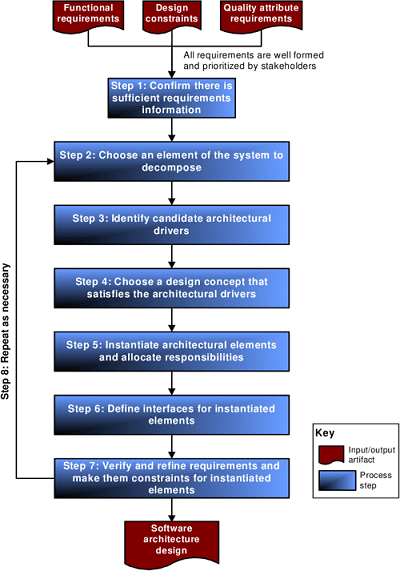 Functional
requirements
Design
constraints
Quality attribute
requirements
All requirements are well formed
and prioritized by stakeholders
Step 1: Confirm there is
sufficient requirements
information
Step 2: Choose an element of the system to
decompose
Step 3: Identify candidate architectural
drivers
Step 4: Choose a design concept that
satisfies the architectural drivers
Step 5: Instantiate architectural elements
and allocate responsibilities
Step 6: Define interfaces for instantiated
elements
Step 7: Verify and refine requirements and
make them constraints for instantiated
elements
Step 8: Repeat as necessary
Software
architecture
design
Key
Input/output
artifact
Process
step